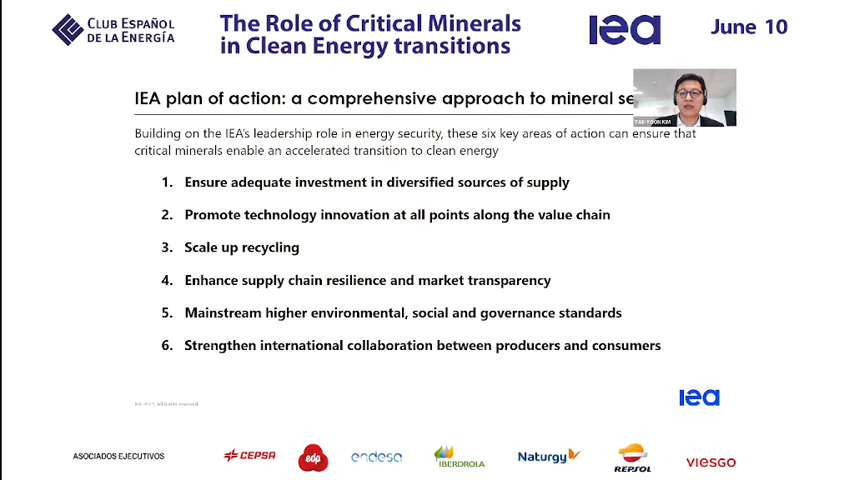 CLUB ESPAÑOL
DE LA ENERGÍA
The Role of Critical Minerals
in Clean Energy transitions
iea
June 10
IEA plan of action: a comprehensive approach to mineral se
TAE-YOON KIM
Building on the IEA's leadership role in energy security, these six key areas of action can ensure that
critical minerals enable an accelerated transition to clean energy
1. Ensure adequate investment in diversified sources of supply
2. Promote technology innovation at all points along the value chain
3. Scale up recycling
4. Enhance supply chain resilience and market transparency
5. Mainstream higher environmental, social and governance standards
6. Strengthen international collaboration between producers and consumers
iea
ASOCIADOS EJECUTIVOS
CEPSA
edp
endesa
IBERDROLA
Naturgy
REPSOL
VIESGO